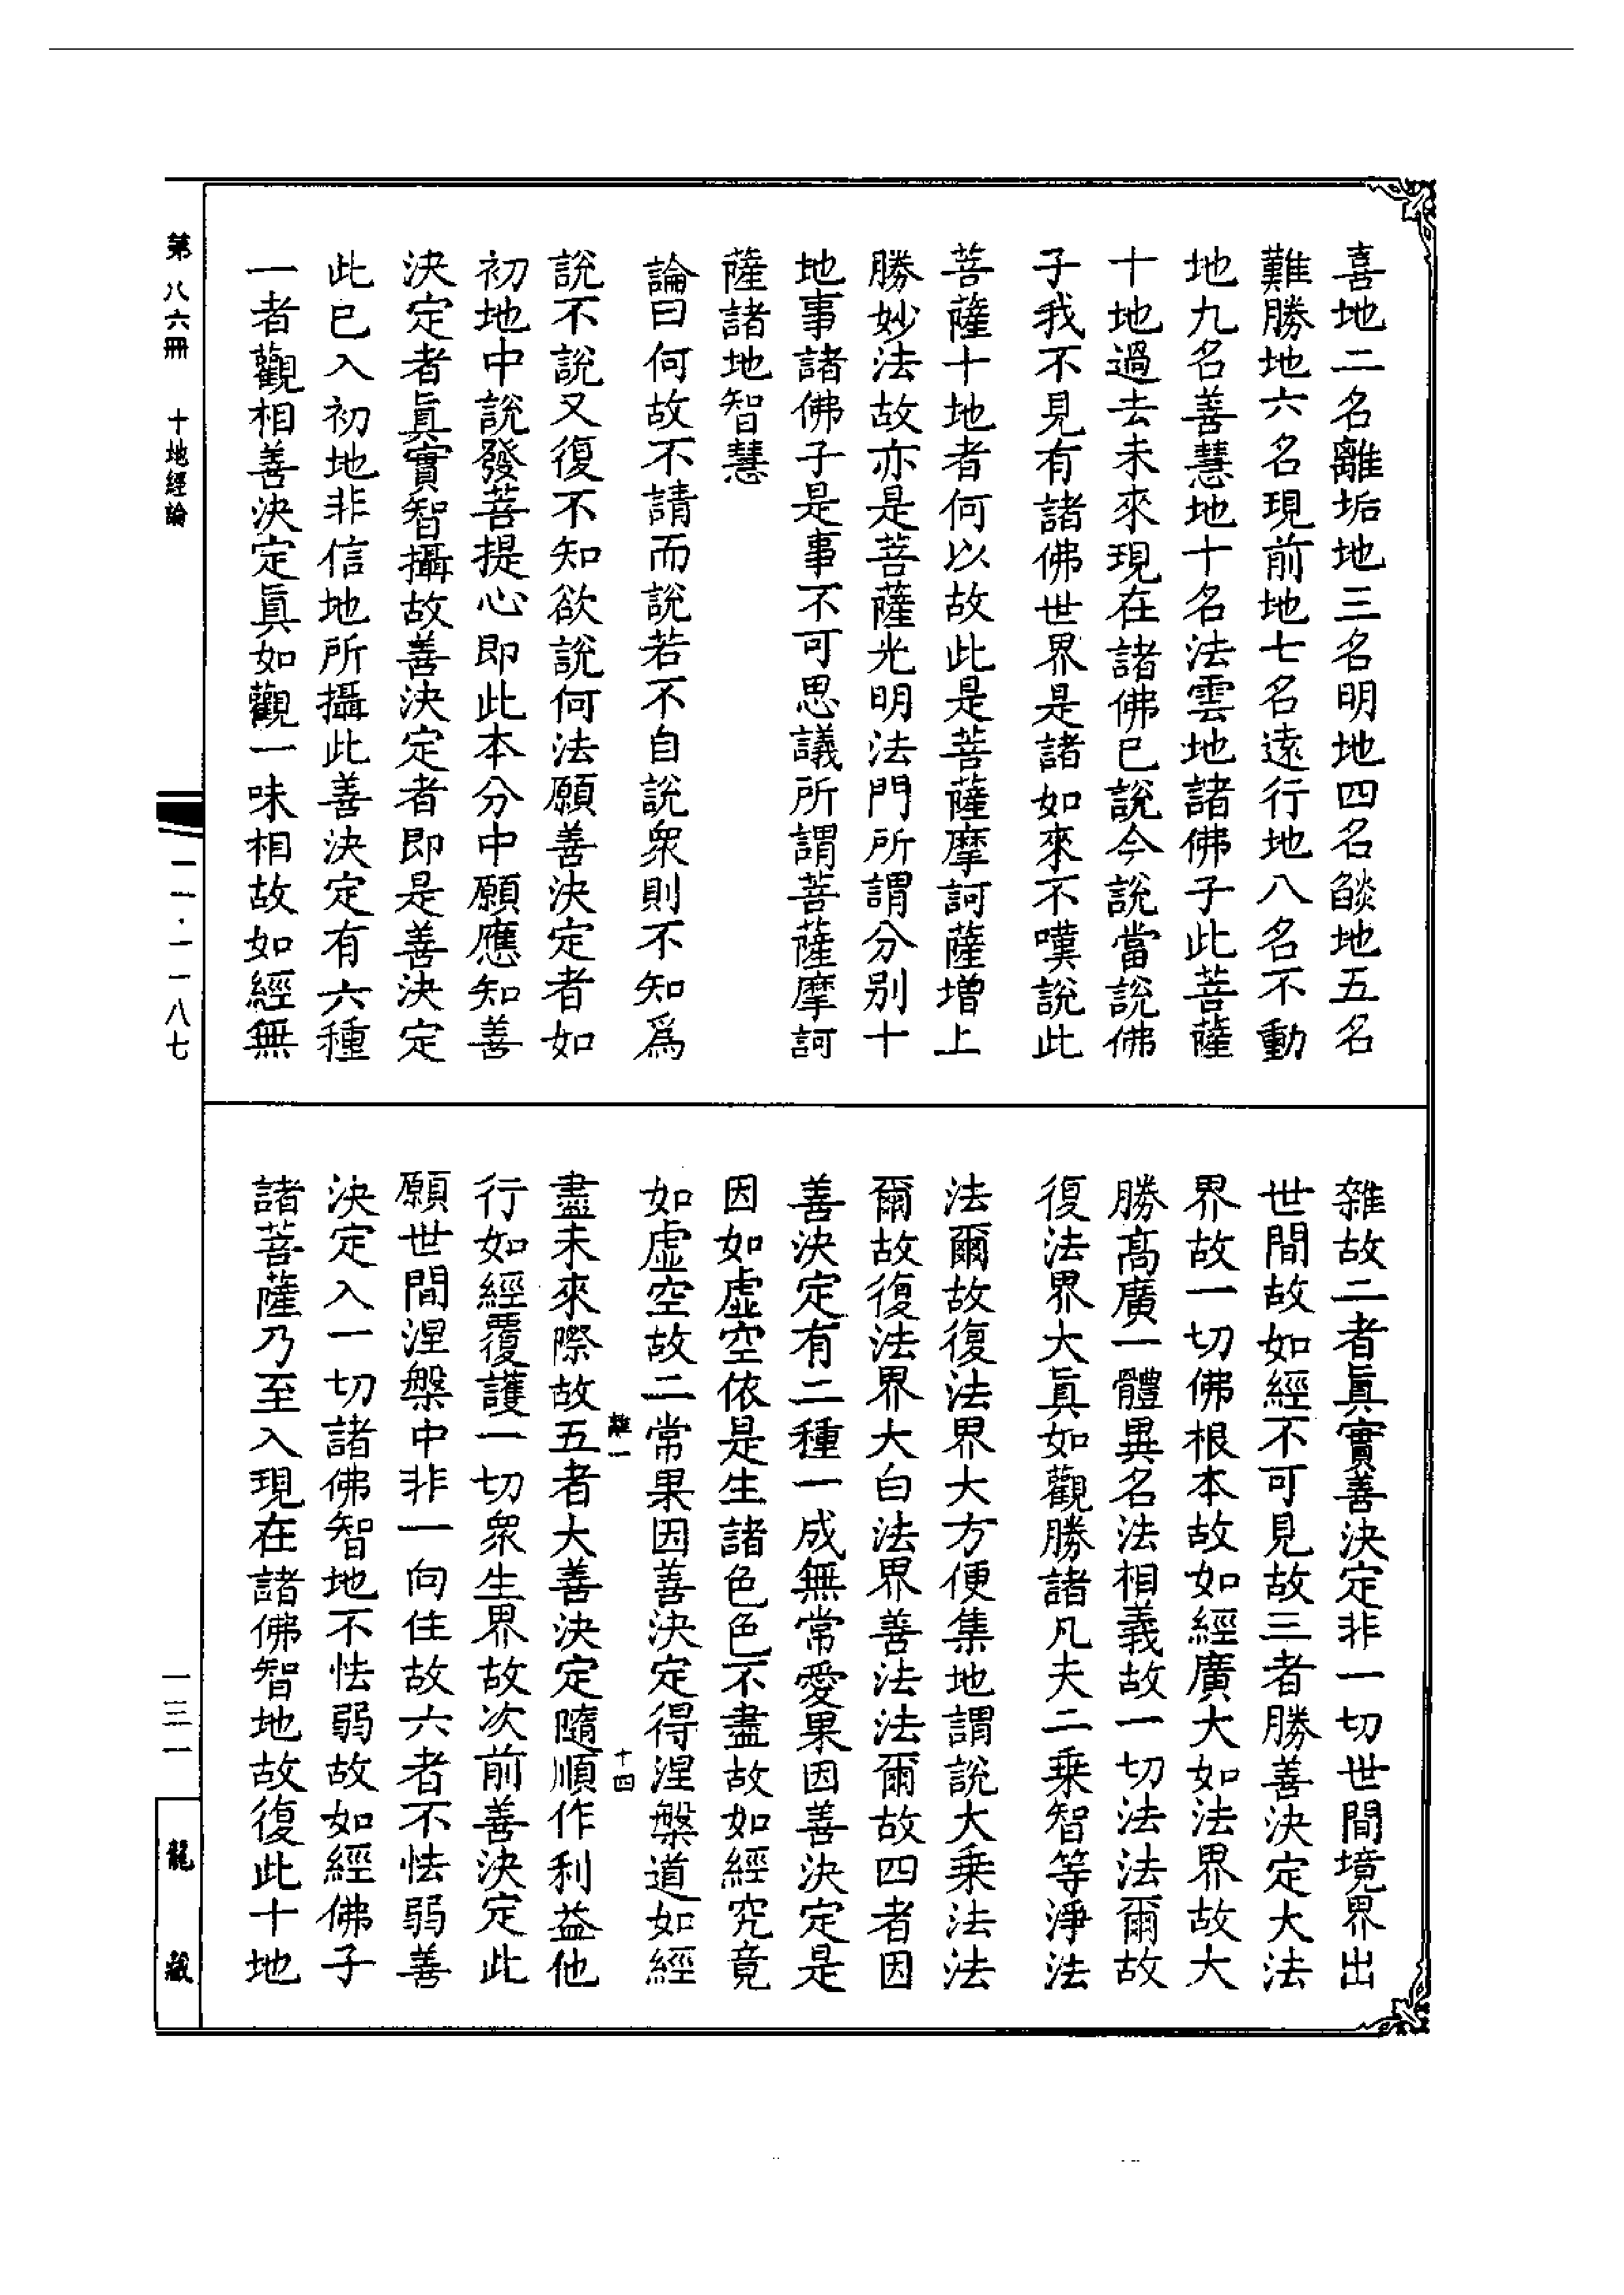 喜地二名離垢地三名明地四名燄地五名
難勝地六名現前地七名遠行地八名不動
地九名善慧地十名法雲地諸佛子此菩薩
十地過去未來現在諸佛已說今說當說佛
子我不見有諸佛世界是諸如來不嘆說此
菩薩十地者何以故此是菩薩摩訶薩增上
勝妙法故亦是菩薩光明法門所謂分別十
地事諸佛子是事不可思議所謂菩薩摩訶
薩諸地智慧
論曰何故不請而說若不自說衆則不知爲
說不說又復不知欲說何法願善決定者如
初地中說發菩提心即此本分中願應知善
決定者眞實智攝故善決定者即是善決定
此已入初地非信地所攝此善決定有六種
一者觀相善決定眞如觀一味相故如經無
雜故二者眞實善決定非一切世間境界出
世間故如經不可見故三者勝善決定大法
界故一切佛根本故如經廣大如法界故大
勝高廣一體異名法相義故一切法法爾故
復法界大眞如觀勝諸凡夫二乘智等淨法
法爾故復法界大方便集地謂說大乘法法
爾故復法界大白法界善法法爾故四者因
善決定有二種一成無常愛果因善決定是
因如虛空依是生諸色色不盡故如經究竟
如虛空故二常果因善決定得涅槃道如經
難一
十四
盡未來際故五者大善決定隨順作利益他
行如經覆護一切衆生界故次前善決定此
願世間涅槃中非一向住故六者不怯弱善
決定入一切諸佛智地不怯弱故如經佛子
諸菩薩乃至入現在諸佛智地故復此十地
第八六冊
十地經論
一一·一一八七
一三一
龍藏